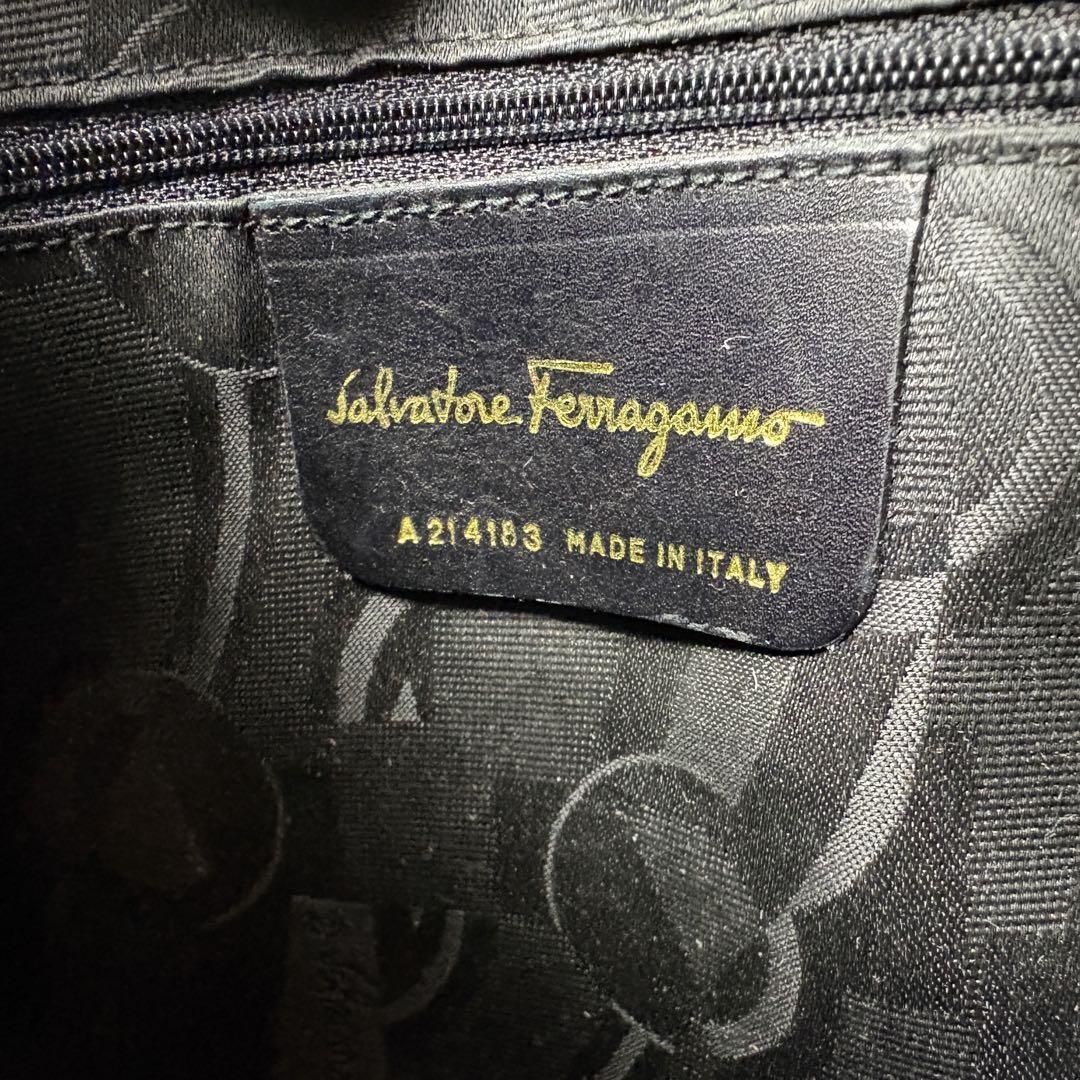 Salvatore Ferragamo
A214183 MADE IN ITALY